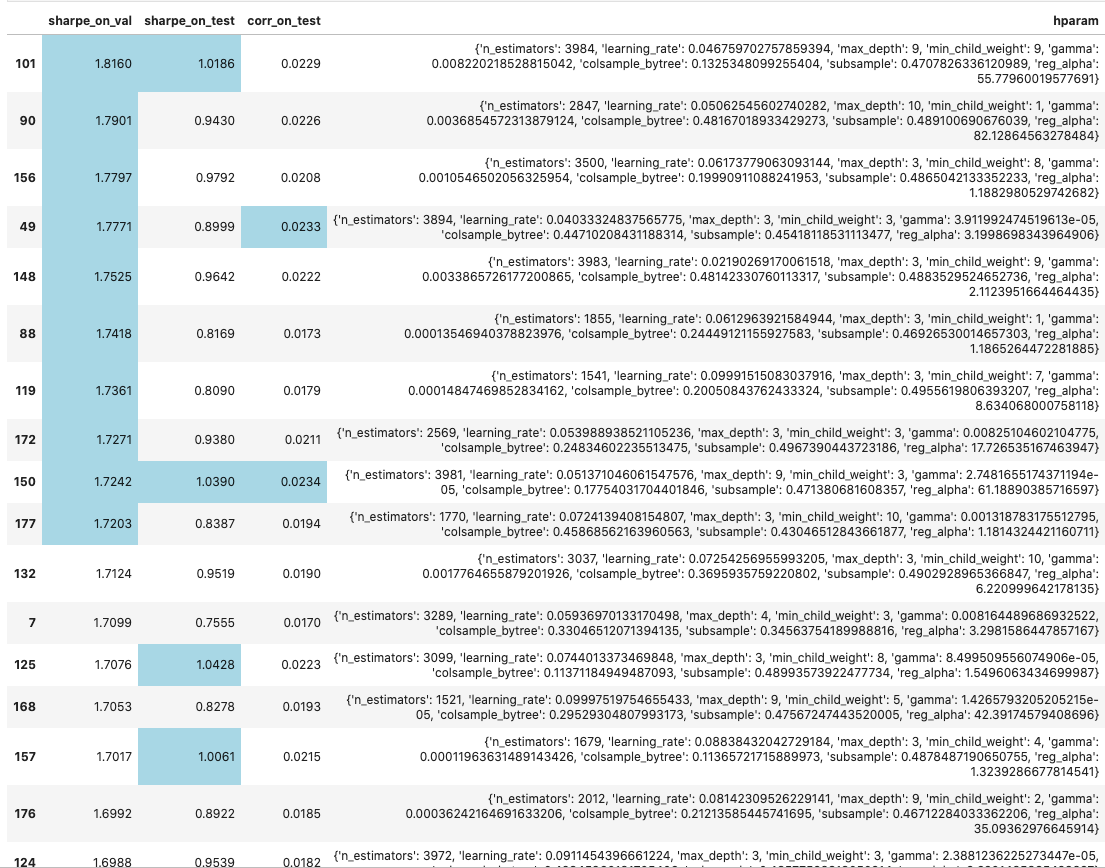 sharpe_on_val sharpe_on_test corr_on_test hparam
{'n_estimators': 3984, 'learning_rate': 0.046759702757859394, 'max_depth': 9, 'min_child_weight': 9, 'gamma':
101 1.8160 1.0186 0.0229 0.008220218528815042, 'colsample_bytree': 0.1325348099255404, 'subsample': 0.4707826336120989, 'reg_alpha':
55.77960019577691}
{'n_estimators': 2847, 'learning_rate': 0.05062545602740282, 'max_depth': 10, 'min_child_weight': 1, 'gamma':
90 1.7901 0.9430 0.0226 0.0036854572313879124, 'colsample_bytree': 0.48167018933429273, 'subsample': 0.489100690676039, 'reg_alpha':
82.12864563278484}
{'n_estimators': 3500, 'learning_rate': 0.06173779063093144, 'max_depth': 3, 'min_child_weight': 8, 'gamma':
156 1.7797 0.9792 0.0208 0.0010546502056325954, 'colsample_bytree': 0.19990911088241953, 'subsample': 0.4865042133352233, 'reg_alpha':
1.1882980529742682}
49 1.7771 0.8999 0.0233 {'n_estimators': 3894, 'learning_rate': 0.04033324837565775, 'max_depth': 3, 'min_child_weight': 3, 'gamma': 3.911992474519613e-05,
'colsample_bytree': 0.44710208431188314, 'subsample': 0.45418118531113477, 'reg_alpha': 3.1998698343964906}
{'n_estimators': 3983, 'learning_rate': 0.02190269170061518, 'max_depth': 3, 'min_child_weight': 9, 'gamma':
148 1.7525 0.9642 0.0222 0.0033865726177200865, 'colsample_bytree': 0.48142330760113317, 'subsample': 0.4883529524652736, 'reg_alpha':
2.1123951664464435}
{'n_estimators': 1855, 'learning_rate': 0.0612963921584944, 'max_depth': 3, 'min_child_weight': 1, 'gamma':
88 1.7418 0.8169 0.0173 0.00013546940378823976, 'colsample_bytree': 0.24449121155927583, 'subsample': 0.46926530014657303, 'reg_alpha':
1.1865264472281885}
{'n_estimators': 1541, 'learning_rate': 0.09991515083037916, 'max_depth': 3, 'min_child_weight': 7, 'gamma':
119 1.7361 0.8090 0.0179 0.00014847469852834162, 'colsample_bytree': 0.20050843762433324, 'subsample': 0.4955619806393207, 'reg_alpha':
8.634068000758118}
172 1.7271 0.9380 0.0211 {'n_estimators': 2569, 'learning_rate': 0.053988938521105236, 'max_depth': 3, 'min_child_weight': 3, 'gamma': 0.00825104602104775,
'colsample_bytree': 0.24834602235513475, 'subsample': 0.4967390443723186, 'reg_alpha': 17.726535167463947}
150 1.7242 1.0390 0.0234 {'n_estimators': 3981, 'learning_rate': 0.051371046061547576, 'max_depth': 9, 'min_child_weight': 3, 'gamma': 2.7481655174371194e-
05, 'colsample_bytree': 0.17754031704401846, 'subsample': 0.471380681608357, 'reg_alpha': 61.18890385716597}
177 1.7203 0.8387 0.0194 {'n_estimators': 1770, 'learning_rate': 0.0724139408154807, 'max_depth': 3, 'min_child_weight': 10, 'gamma': 0.001318783175512795,
'colsample_bytree': 0.45868562163960563, 'subsample': 0.43046512843661877, 'reg_alpha': 1.1814324421160711}
{'n_estimators': 3037, 'learning_rate': 0.07254256955993205, 'max_depth': 3, 'min_child_weight': 10, 'gamma':
132 1.7124 0.9519 0.0190 0.0017764655879201926, 'colsample_bytree': 0.3695935759220802, 'subsample': 0.4902928965366847, 'reg_alpha':
6.220999642178135}
7 1.7099 0.7555 0.0170 {'n_estimators': 3289, 'learning_rate': 0.05936970133170498, 'max_depth': 4, 'min_child_weight': 3, 'gamma': 0.008164489686932522,
'colsample_bytree': 0.33046512071394135, 'subsample': 0.34563754189988816, 'reg_alpha': 3.2981586447857167}
125 1.7076 1.0428 0.0223 {'n_estimators': 3099, 'learning_rate': 0.0744013373469848, 'max_depth': 3, 'min_child_weight': 8, 'gamma': 8.499509556074906e-05,
'colsample_bytree': 0.11371184949487093, 'subsample': 0.48993573922477734, 'reg_alpha': 1.5496063434699987}
168 1.7053 0.8278 0.0193 {'n_estimators': 1521, 'learning_rate': 0.09997519754655433, 'max_depth': 9, 'min_child_weight': 5, 'gamma': 1.4265793205205215e-
05, 'colsample_bytree': 0.29529304807993173, 'subsample': 0.47567247443520005, 'reg_alpha': 42.39174579408696}
{'n_estimators': 1679, 'learning_rate': 0.08838432042729184, 'max_depth': 3, 'min_child_weight': 4, 'gamma':
157 1.7017 1.0061 0.0215 0.00011963631489143426, 'colsample_bytree': 0.11365721715889973, 'subsample': 0.4878487190650755, 'reg_alpha':
1.3239286677814541}
{'n_estimators': 2012, 'learning_rate': 0.08142309526229141, 'max_depth': 9, 'min_child_weight': 2, 'gamma':
176 1.6992 0.8922 0.0185 0.00036242164691633206, 'colsample_bytree': 0.21213585445741695, 'subsample': 0.46712284033362206, 'reg_alpha':
35.09362976645914}
124 1.6988 0.9539 0.0182 {'n_estimators': 3972, 'learning_rate': 0.0911454396661224, 'max_depth': 3, 'min_child_weight': 3, 'gamma': 2.3881236225273447e-05,